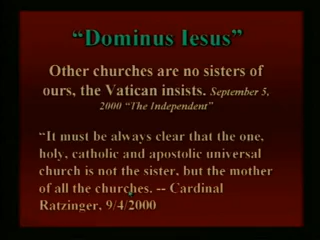 “Dominus Iesus”
Other churches are no sisters of
ours, the Vatican insists. September 5,
2000 “The Independent”
“It must be always clear that the one,
holy, catholic and apostolic universal
church is not the sister, but the mother
of all the churches. -- Cardinal
Ratzinger, 9/4/2000